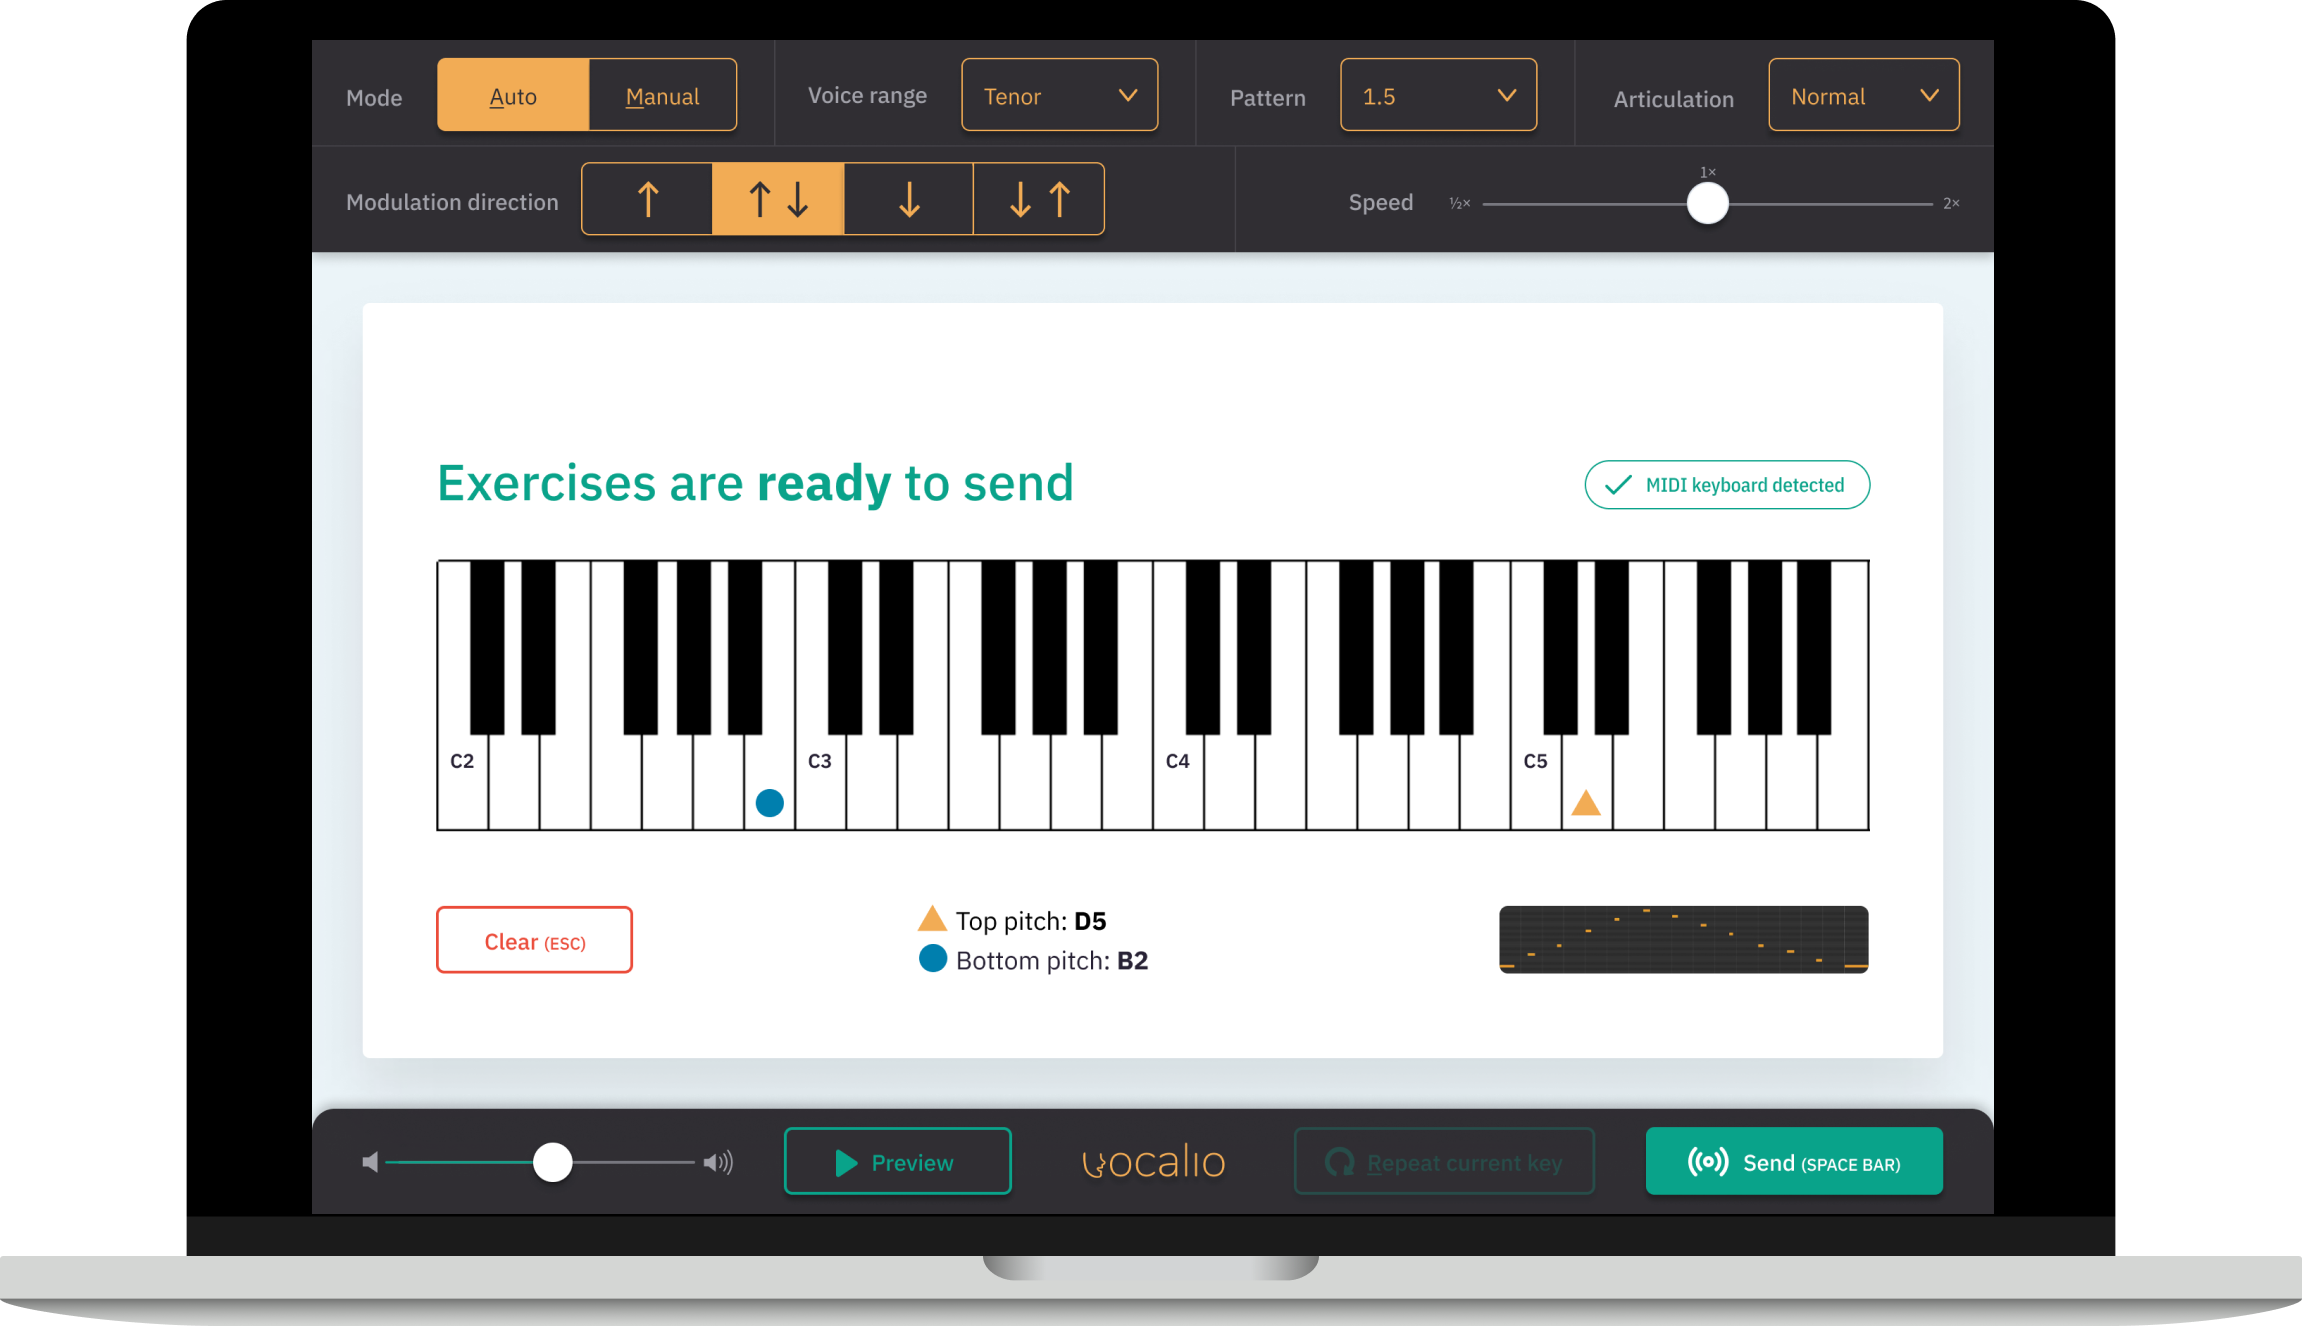 Mode
Auto
Manual
Voice range
Tenor
Pattern
1.5
Articulation
Normal
Modulation direction
Speed
½×
1×
2×
Exercises are ready to send
MIDI keyboard detected
C2
C3
C4
C5
Clear (ESC)
Top pitch: D5
Bottom pitch: B2
Preview
vocalio
Repeat current key
Send (SPACE BAR)